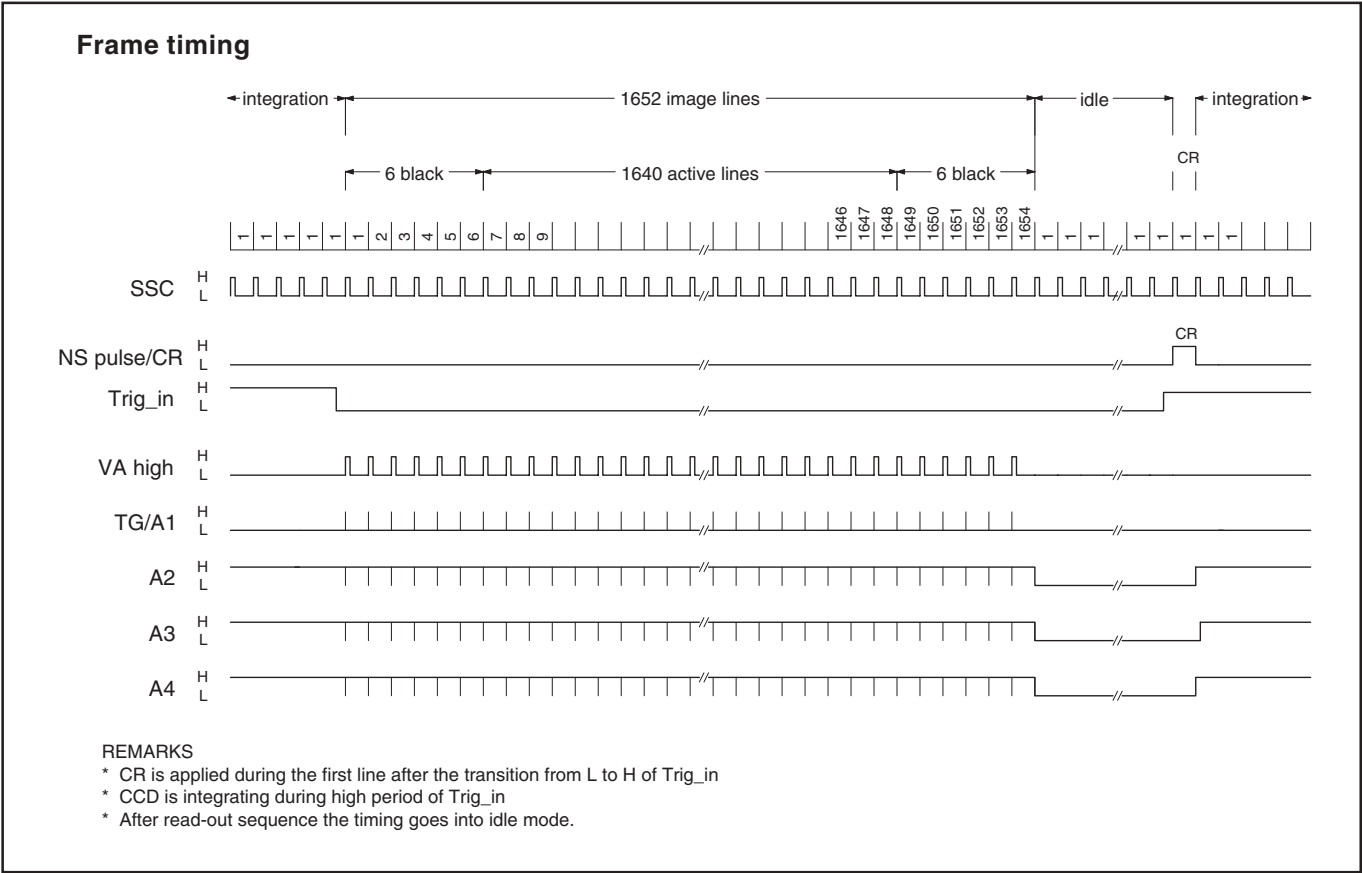 Frame timing
integration 1652 image lines idle integration
CR
6 black 1640 active lines 6 black
1 1 1 1 1 1 2 3 4 5 6 7 8 9 1646 1647 1648 1649 1650 1651 1652 1653 1654 1 1 1 1 1 1 1 1
SSC H L
NS pulse/CR H L CR
Trig_in H L
VA high H L
TG/A1 H L
A2 H L
A3 H L
A4 H L
REMARKS
* CR is applied during the first line after the transition from L to H of Trig_in
* CCD is integrating during high period of Trig_in
* After read-out sequence the timing goes into idle mode.